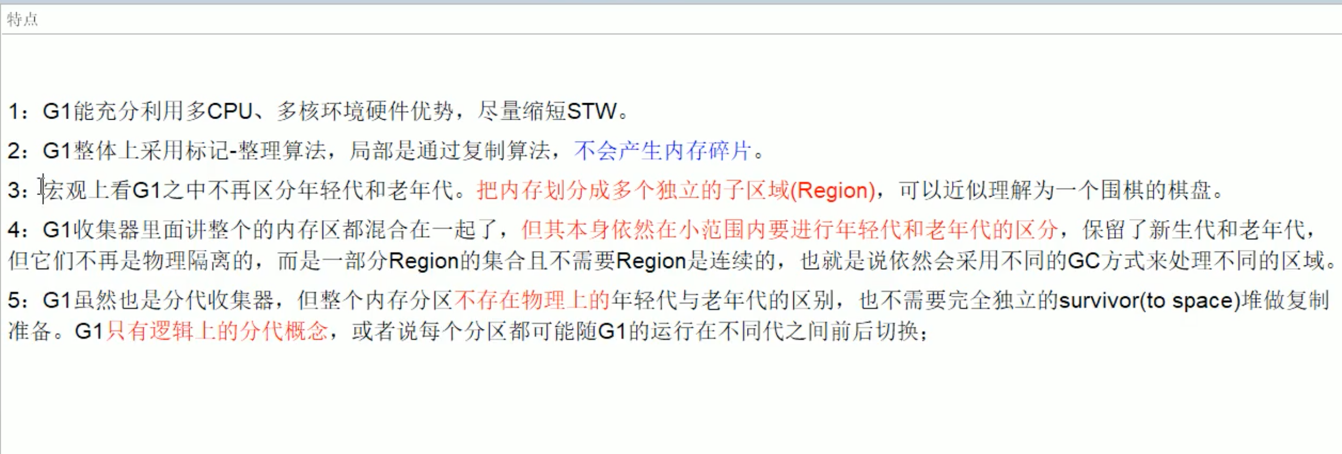 特点
1：G1能充分利用多CPU、多核环境硬件优势，尽量缩短STW。
2：G1整体上采用标记-整理算法，局部是通过复制算法，不会产生内存碎片。
3：宏观上看G1之中不再区分年轻代和老年代。把内存划分成多个独立的子区域(Region)，可以近似理解为一个围棋的棋盘。
4：G1收集器里面讲整个的内存区都混合在一起了，但其本身依然在小范围内要进行年轻代和老年代的区分，保留了新生代和老年代，
但它们不再是物理隔离的，而是一部分Region的集合且不需要Region是连续的，也就是说依然会采用不同的GC方式来处理不同的区域。
5：G1虽然也是分代收集器，但整个内存分区不存在物理上的年轻代与老年代的区别，也不需要完全独立的survivor(to space)堆做复制
准备。G1只有逻辑上的分代概念，或者说每个分区都可能随G1的运行在不同代之间前后切换；